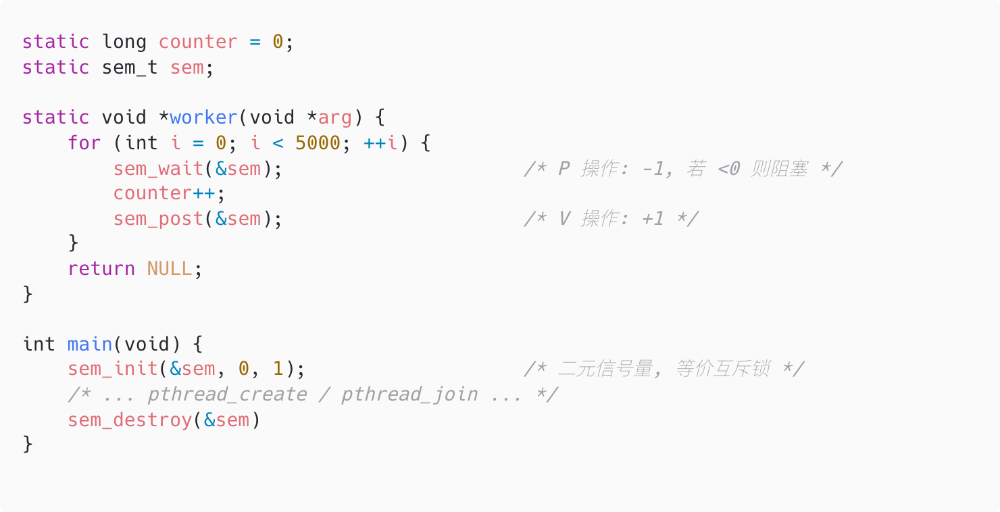 static long counter = 0;
static sem_t sem;

static void *worker(void *arg) {
    for (int i = 0; i < 5000; ++i) {
        sem_wait(&sem);                     /* P 操作: -1, 若 <0 则阻塞 */
        counter++;
        sem_post(&sem);                     /* V 操作: +1 */
    }
    return NULL;
}

int main(void) {
    sem_init(&sem, 0, 1);                   /* 二元信号量, 等价互斥锁 */
    /* ... pthread_create / pthread_join ... */
    sem_destroy(&sem)
}